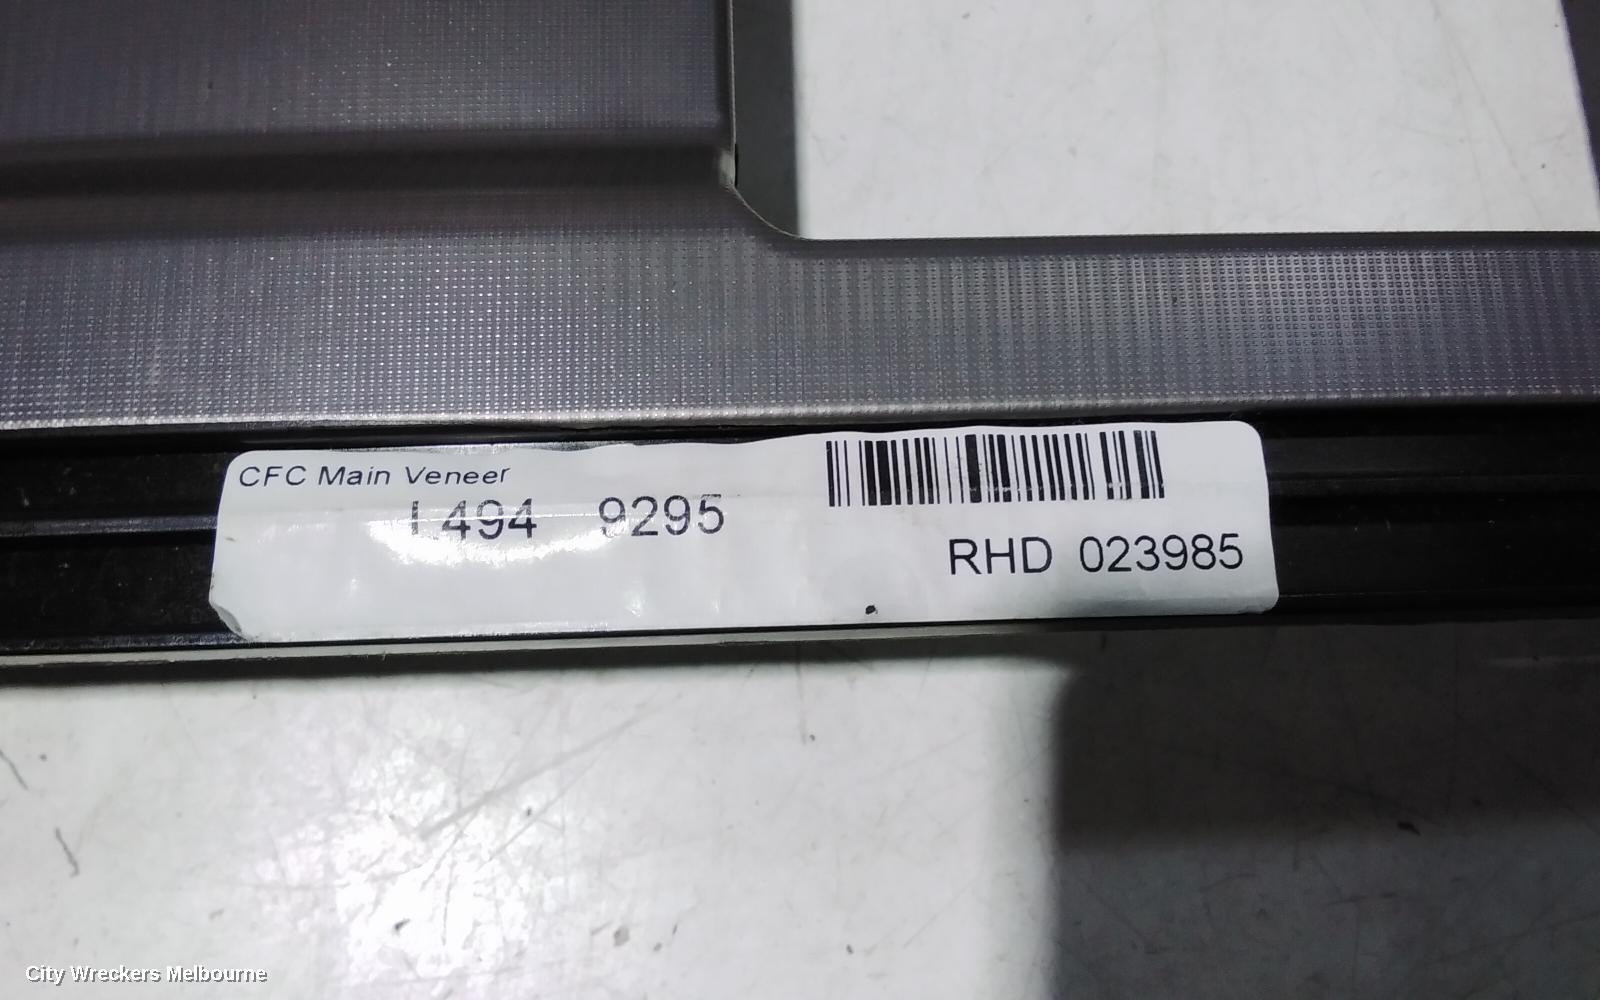 CFC Main Veneer
L494 9295
RHD 023985
City Wreckers Melbourne